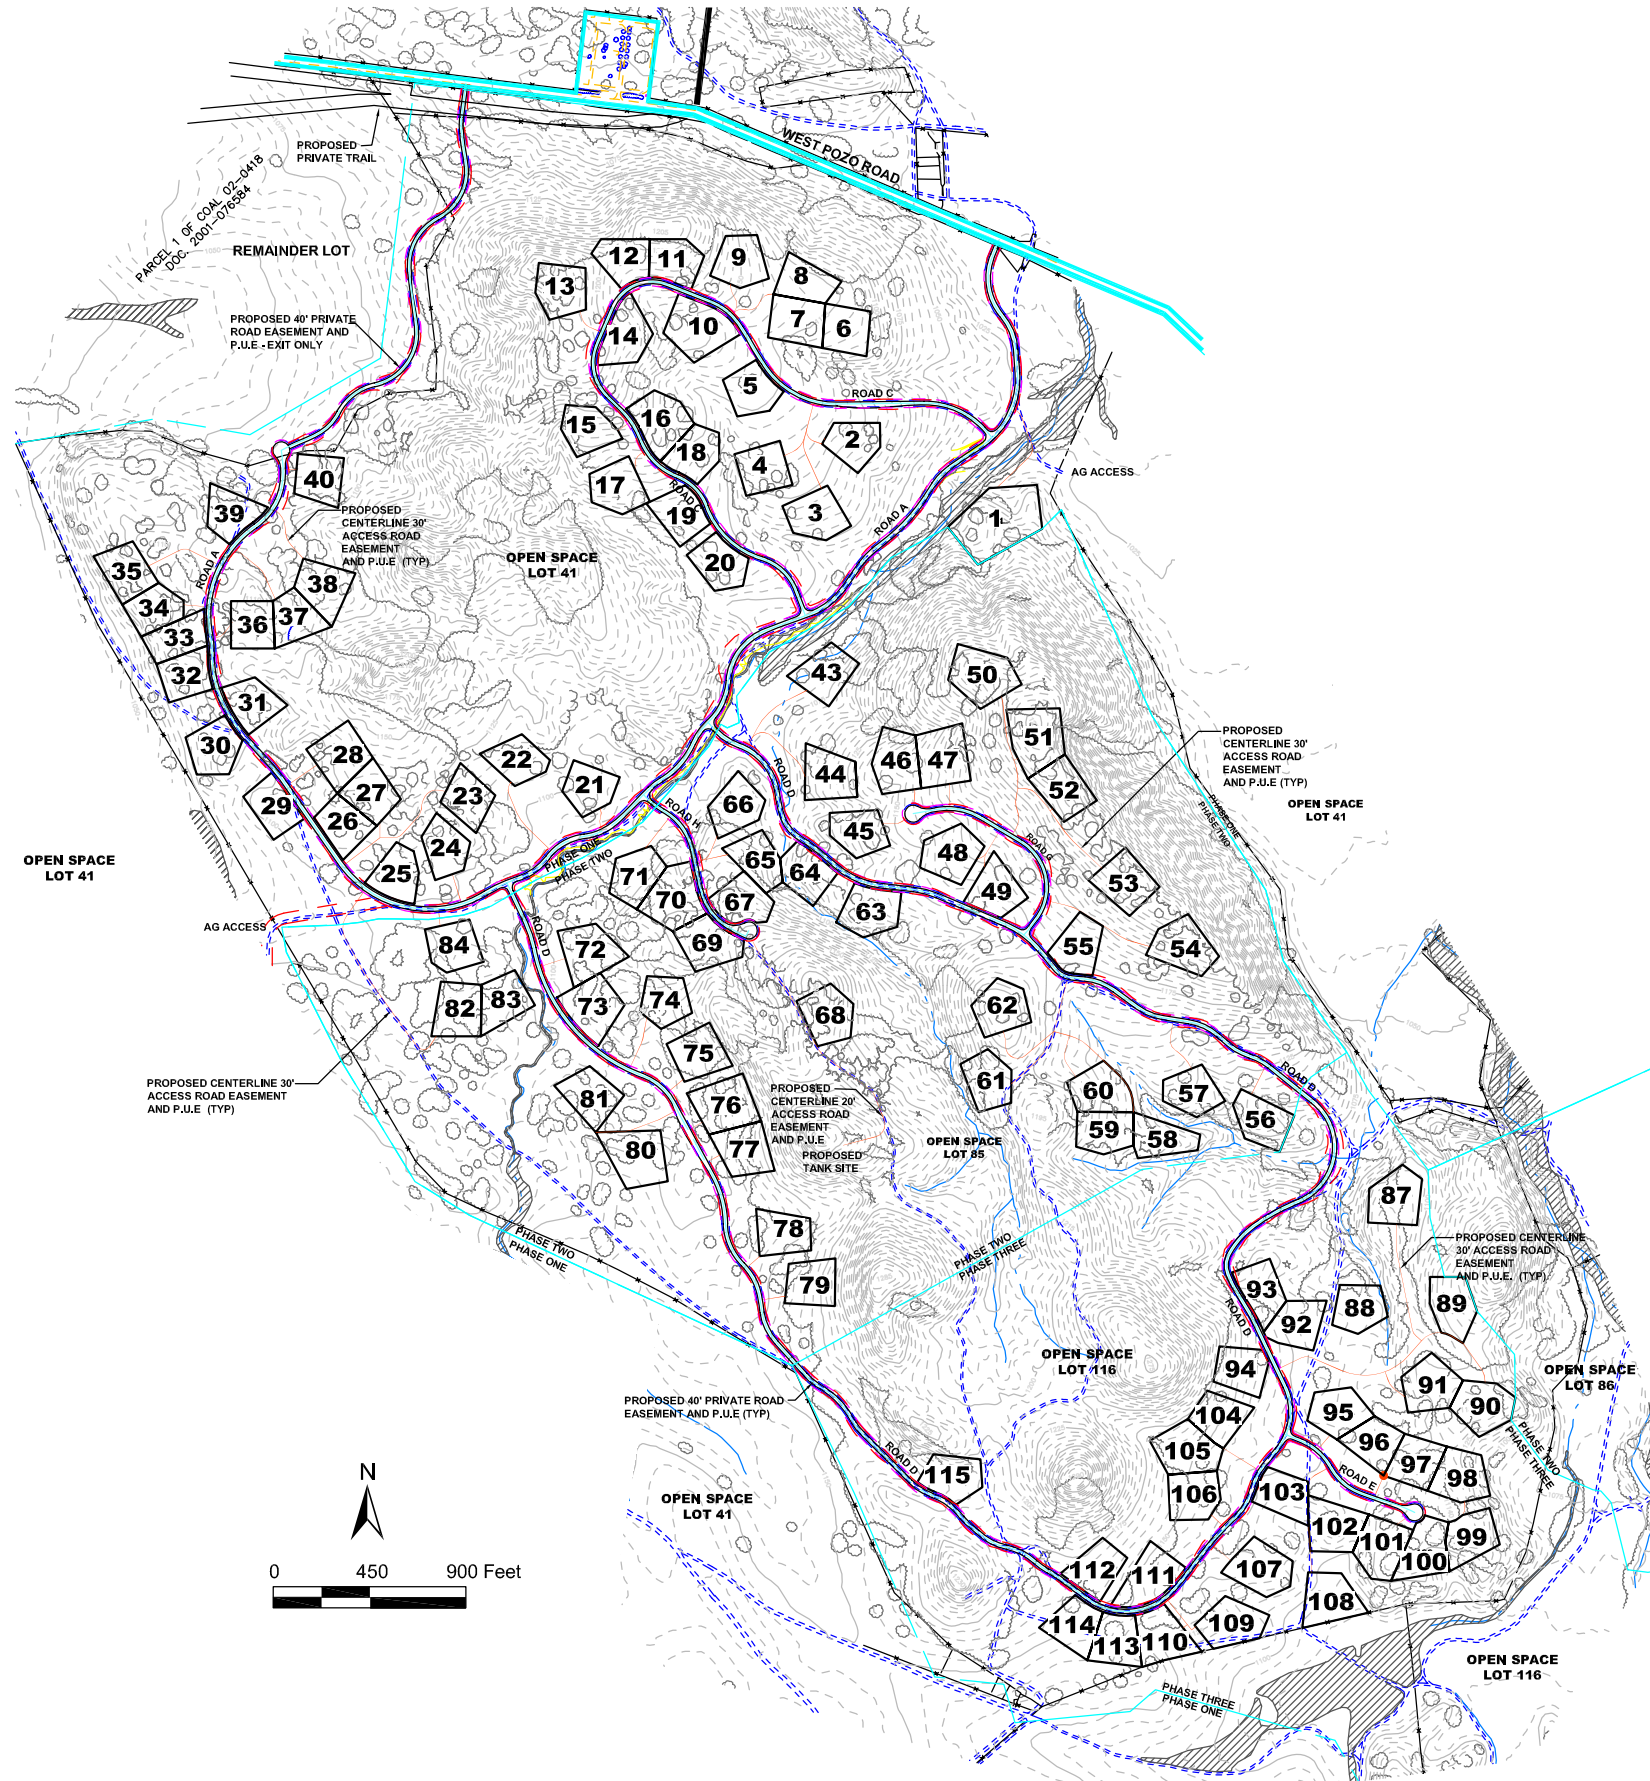 WEST POZO ROAD
PROPOSED
PRIVATE TRAIL
PARCEL 1 OF COAL 02-0418
DOC. 2001-076584
REMAINDER LOT
PROPOSED 40' PRIVATE
ROAD EASEMENT AND
P.U.E - EXIT ONLY
12
11
9
8
13
7
6
10
14
5
ROAD C
16
15
2
18
4
17
ROAD C
19
3
ROAD A
1
AG ACCESS
20
40
39
PROPOSED
CENTERLINE 30'
ACCESS ROAD
EASEMENT
AND P.U.E (TYP)
OPEN SPACE
LOT 41
35
ROAD A
38
34
37
36
33
32
31
30
43
50
28
22
51
46
47
PROPOSED
CENTERLINE 30'
ACCESS ROAD
EASEMENT
AND P.U.E (TYP)
27
21
44
ROAD D
52
29
23
66
26
ROAD H
45
PHASE ONE
PHASE TWO
OPEN SPACE
LOT 41
24
PHASE ONE
PHASE TWO
65
48
ROAD G
OPEN SPACE
LOT 41
25
71
64
49
53
70
67
63
AG ACCESS
84
ROAD D
72
69
55
54
82
83
73
74
68
62
75
61
ROAD D
PROPOSED CENTERLINE 30'
ACCESS ROAD EASEMENT
AND P.U.E (TYP)
81
76
PROPOSED
CENTERLINE 20'
ACCESS ROAD
EASEMENT
AND P.U.E
60
57
56
59
58
80
77
PROPOSED
TANK SITE
OPEN SPACE
LOT 85
87
78
PHASE TWO
PHASE ONE
PHASE TWO
PHASE THREE
PROPOSED CENTERLINE
30' ACCESS ROAD
EASEMENT
AND P.U.E. (TYP)
79
93
ROAD D
92
88
89
OPEN SPACE
LOT 116
94
OPEN SPACE
LOT 86
91
90
PROPOSED 40' PRIVATE ROAD
EASEMENT AND P.U.E (TYP)
104
95
96
105
97
98
PHASE TWO
PHASE THREE
ROAD D
115
ROAD E
106
103
N
OPEN SPACE
LOT 41
102
101
99
100
0 450 900 Feet
112
111
107
108
114
113
110
109
OPEN SPACE
LOT 116
PHASE THREE
PHASE ONE